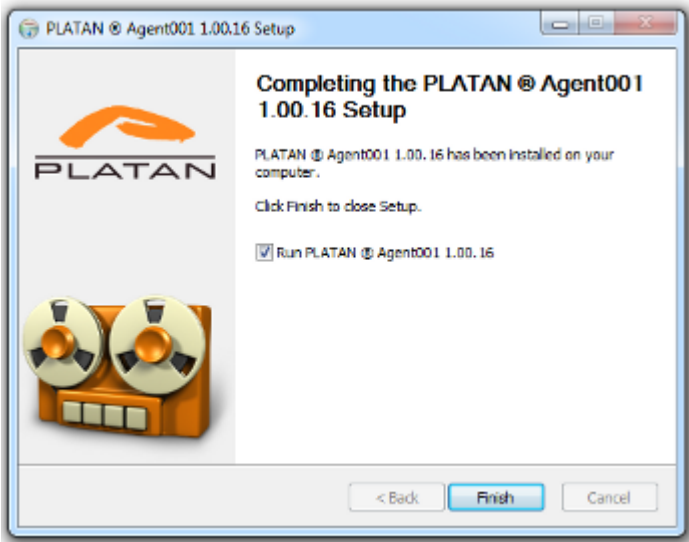 PLATAN ® Agent001 1.00.16 Setup
Completing the PLATAN ® Agent001
1.00.16 Setup
PLATAN
PLATAN ® Agent001 1.00.16 has been installed on your
computer.
Click Finish to close Setup.
Run PLATAN ® Agent001 1.00.16
< Back
Finish
Cancel